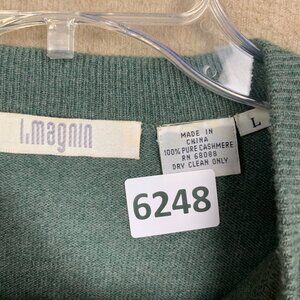 I.magnin
MADE IN
CHINA
100% PURE CASHMERE
RN 68088
DRY CLEAN ONLY
L
6248